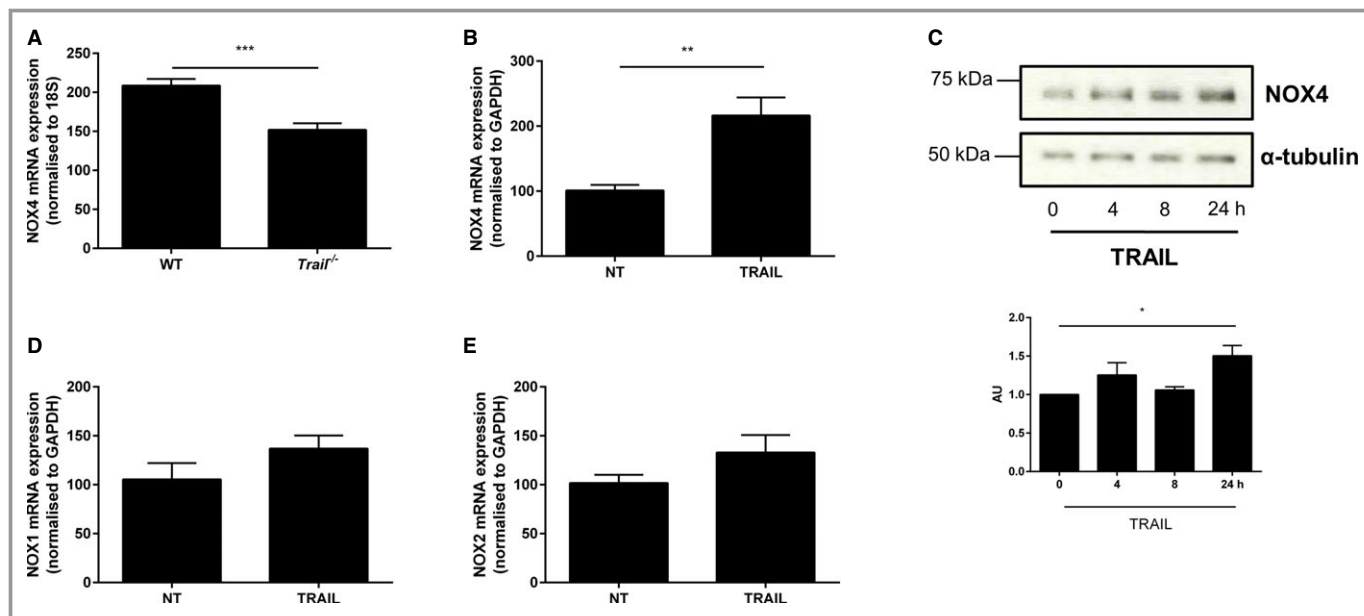 A
NOX4 mRNA expression
(normalised to 18S)
250
200
150
100
50
0
***
WT
Trail-/-
B
NOX4 mRNA expression
(normalised to GAPDH)
300
200
100
0
**
NT
TRAIL
C
75 kDa
NOX4
50 kDa
α-tubulin
0 4 8 24 h
TRAIL
AU
2.0
1.5
1.0
0.5
0.0
*
0 4 8 24 h
TRAIL
D
NOX1 mRNA expression
(normalised to GAPDH)
200
150
100
50
0
NT
TRAIL
E
NOX2 mRNA expression
(normalised to GAPDH)
200
150
100
50
0
NT
TRAIL